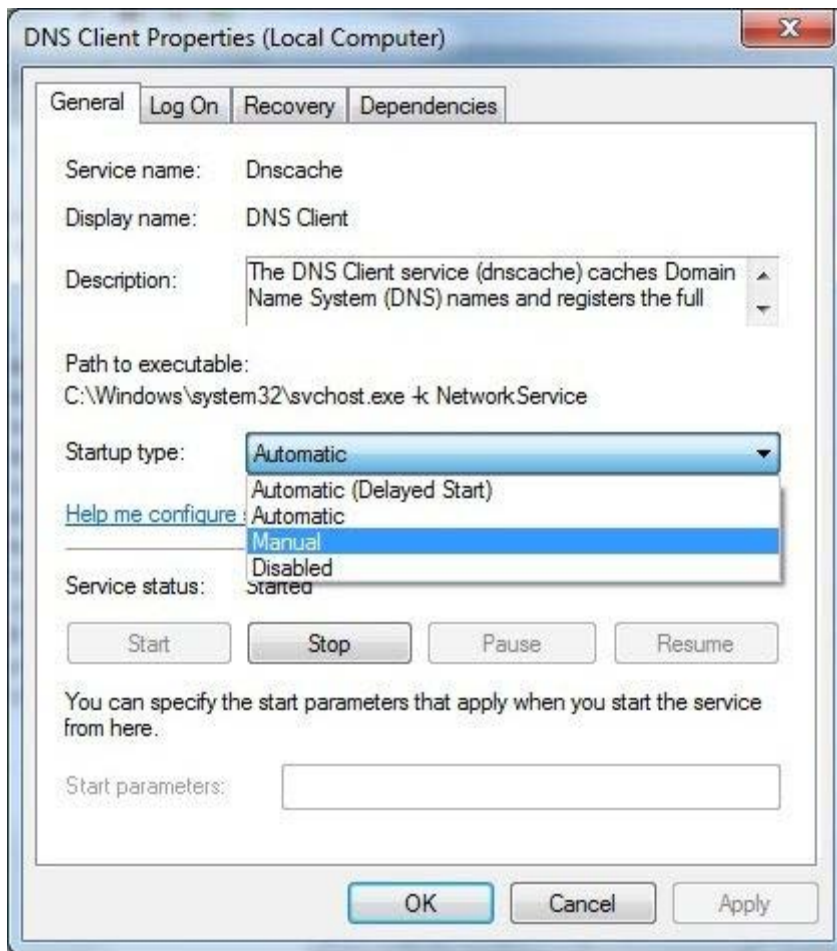 DNS Client Properties (Local Computer)
X
General Log On Recovery Dependencies
Service name: Dnscache
Display name: DNS Client
Description: The DNS Client service (dnscache) caches Domain
Name System (DNS) names and registers the full
Path to executable:
C:\Windows\system32\svchost.exe -k NetworkService
Startup type: Automatic
Automatic (Delayed Start)
Help me configure
Automatic
Manual
Disabled
Service status: Started
Start Stop Pause Resume
You can specify the start parameters that apply when you start the service
from here.
Start parameters:
OK Cancel Apply